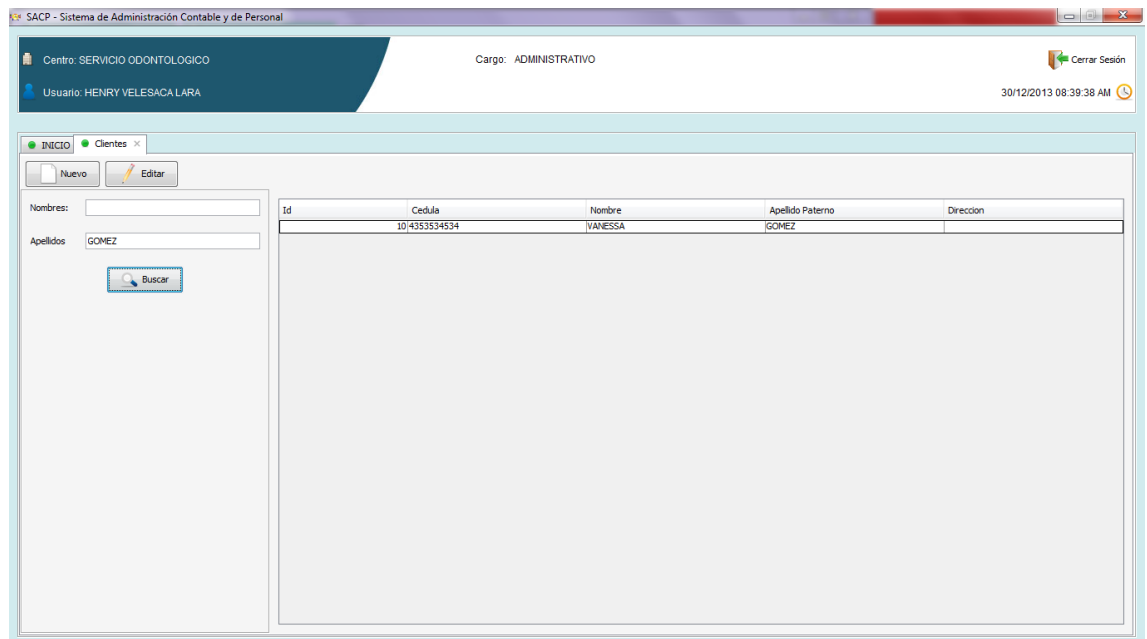 SACP - Sistema de Administración Contable y de Personal
Centro: SERVICIO ODONTOLOGICO Cargo: ADMINISTRATIVO Cerrar Sesión
Usuario: HENRY VELESACA LARA 30/12/2013 08:39:38 AM
INICIO Clientes
Nuevo Editar
Nombres:
Apellidos GOMEZ
Buscar
Id Cedula Nombre Apellido Paterno Direccion
10 4353534534 VANESSA GOMEZ